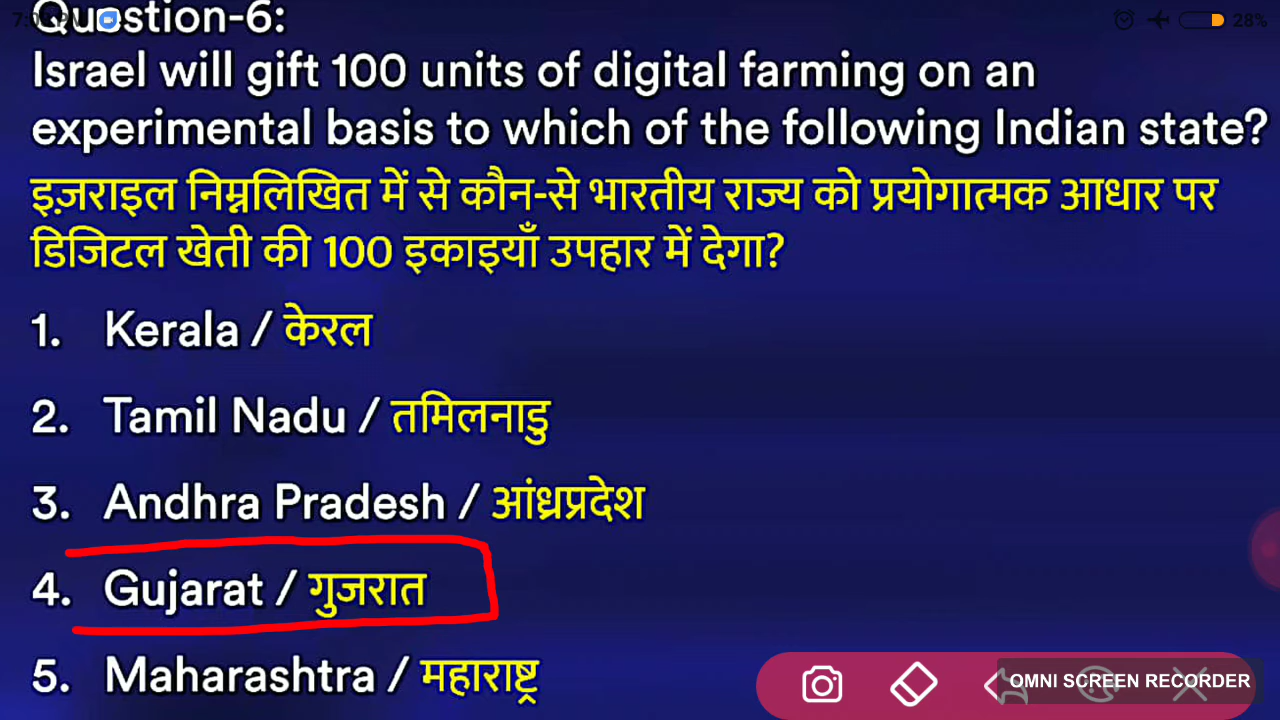 Question-6:
28%
Israel will gift 100 units of digital farming on an
experimental basis to which of the following Indian state?
इज़राइल निम्नलिखित में से कौन-से भारतीय राज्य को प्रयोगात्मक आधार पर
डिजिटल खेती की 100 इकाइयाँ उपहार में देगा?
1. Kerala / केरल
2. Tamil Nadu / तमिलनाडु
3. Andhra Pradesh / आंध्रप्रदेश
4. Gujarat / गुजरात
5. Maharashtra / महाराष्ट्र
OMNI SCREEN RECORDER